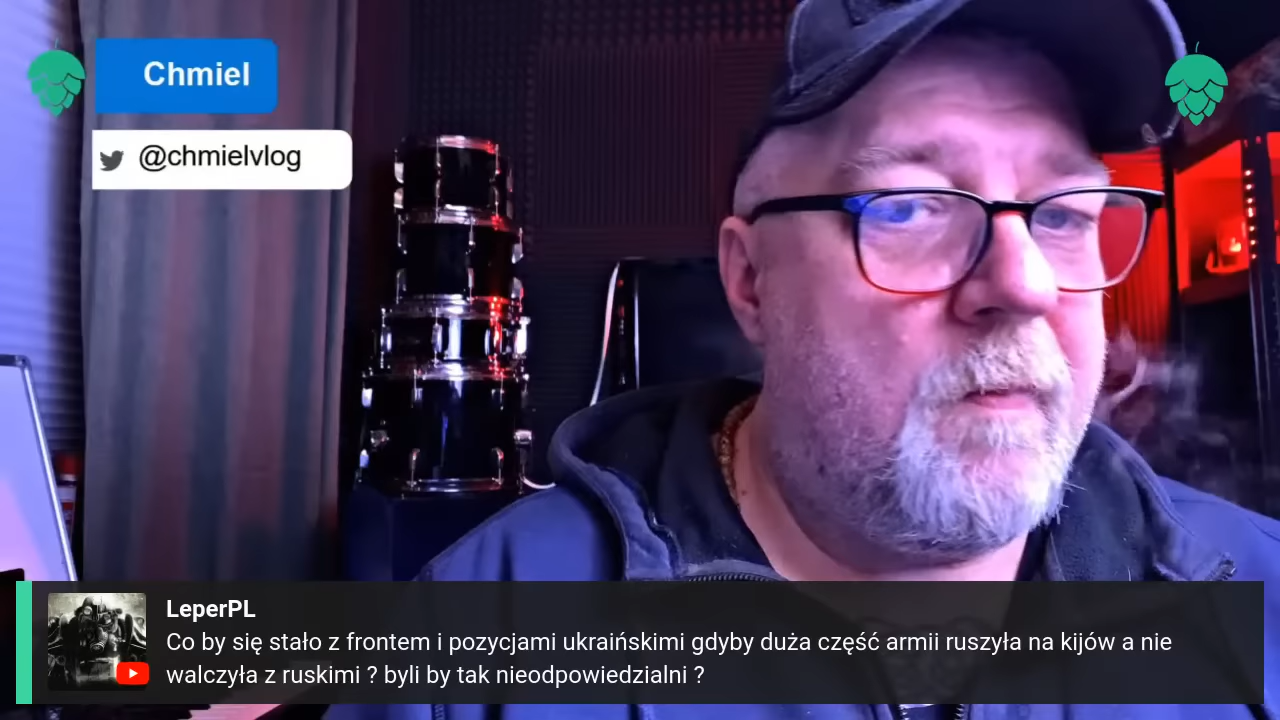 Chmiel
@chmielvlog
LeperPL
Co by się stało z frontem i pozycjami ukraińskimi gdyby duża część armii ruszyła na kijów a nie
walczyła z ruskimi ? byli by tak nieodpowiedzialni ?